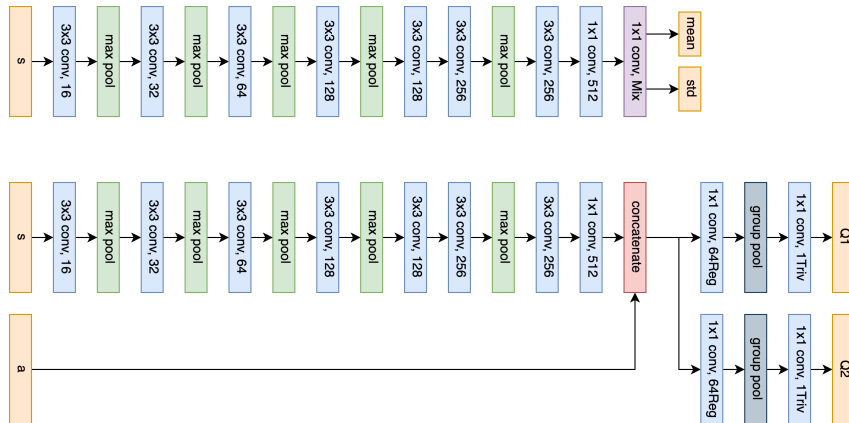 s
3x3 conv, 16
max pool
3x3 conv, 32
max pool
3x3 conv, 64
max pool
3x3 conv, 128
max pool
3x3 conv, 128
3x3 conv, 256
max pool
3x3 conv, 256
1x1 conv, 512
1x1 conv, Mix
mean
std
s
3x3 conv, 16
max pool
3x3 conv, 32
max pool
3x3 conv, 64
max pool
3x3 conv, 128
max pool
3x3 conv, 128
3x3 conv, 256
max pool
3x3 conv, 256
1x1 conv, 512
concatenate
1x1 conv, 64Reg
group pool
1x1 conv, 1Triv
Q1
a
1x1 conv, 64Reg
group pool
1x1 conv, 1Triv
Q2